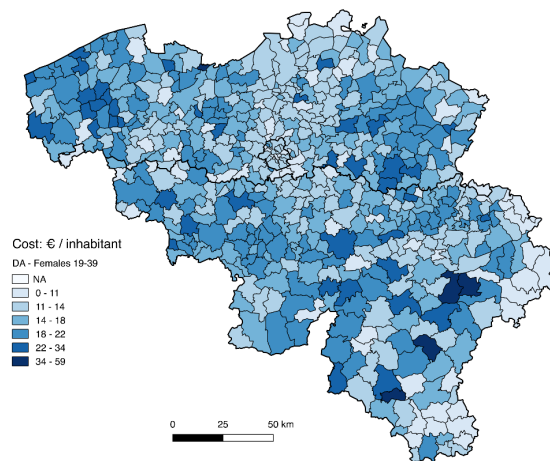 Cost: € / inhabitant
DA - Females 19-39
NA
0 - 11
11 - 14
14 - 18
18 - 22
22 - 34
34 - 59
0 25 50 km